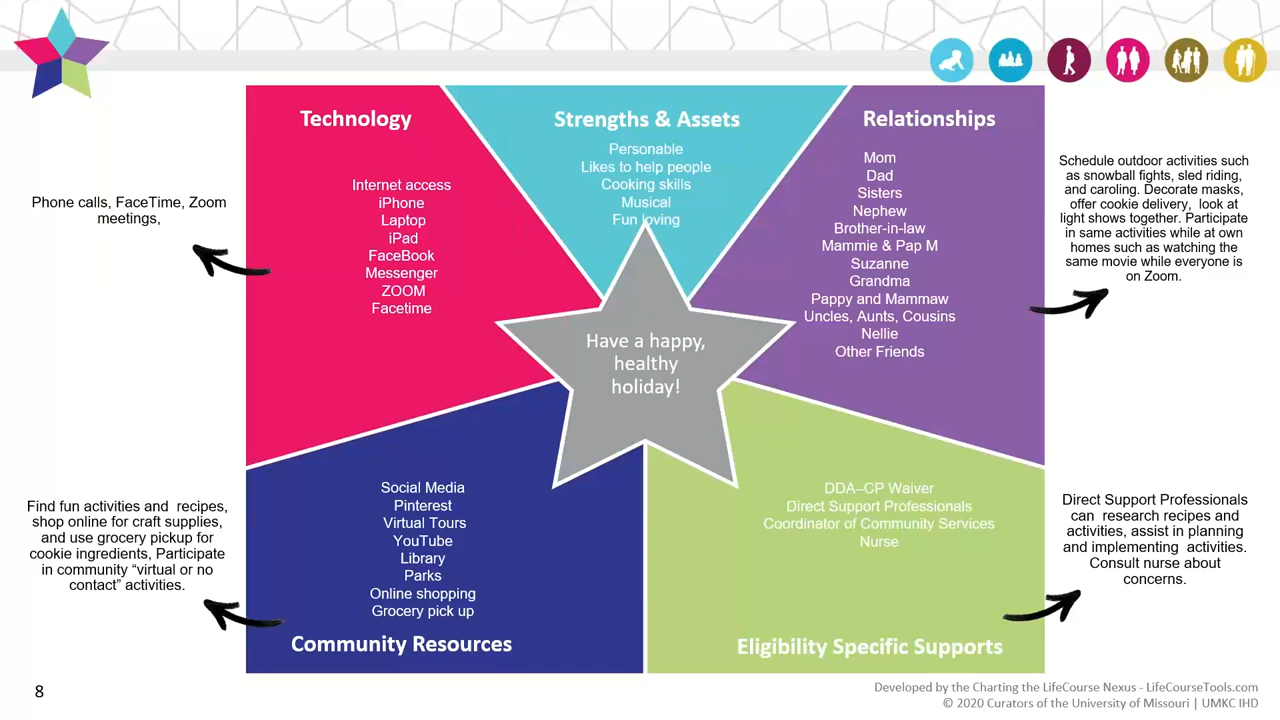 Technology
Internet access
iPhone
Laptop
iPad
FaceBook
Messenger
ZOOM
Facetime
Phone calls, FaceTime, Zoom
meetings,
Strengths & Assets
Personable
Likes to help people
Cooking skills
Musical
Fun loving
Relationships
Mom
Dad
Sisters
Nephew
Brother-in-law
Mammie & Pap M
Suzanne
Grandma
Pappy and Mammaw
Uncles, Aunts, Cousins
Nellie
Other Friends
Schedule outdoor activities such
as snowball fights, sled riding,
and caroling. Decorate masks,
offer cookie delivery,  look at
light shows together. Participate
in same activities while at own
homes such as watching the
same movie while everyone is
on Zoom.
Have a happy,
healthy
holiday!
Find fun activities and  recipes,
shop online for craft supplies,
and use grocery pickup for
cookie ingredients, Participate
in community “virtual or no
contact” activities.
Social Media
Pinterest
Virtual Tours
YouTube
Library
Parks
Online shopping
Grocery pick up
Community Resources
DDA–CP Waiver
Direct Support Professionals
Coordinator of Community Services
Nurse
Eligibility Specific Supports
Direct Support Professionals
can  research recipes and
activities, assist in planning
and implementing  activities.
Consult nurse about
concerns.
8
Developed by the Charting the LifeCourse Nexus - LifeCourseTools.com
© 2020 Curators of the University of Missouri | UMKC IHD